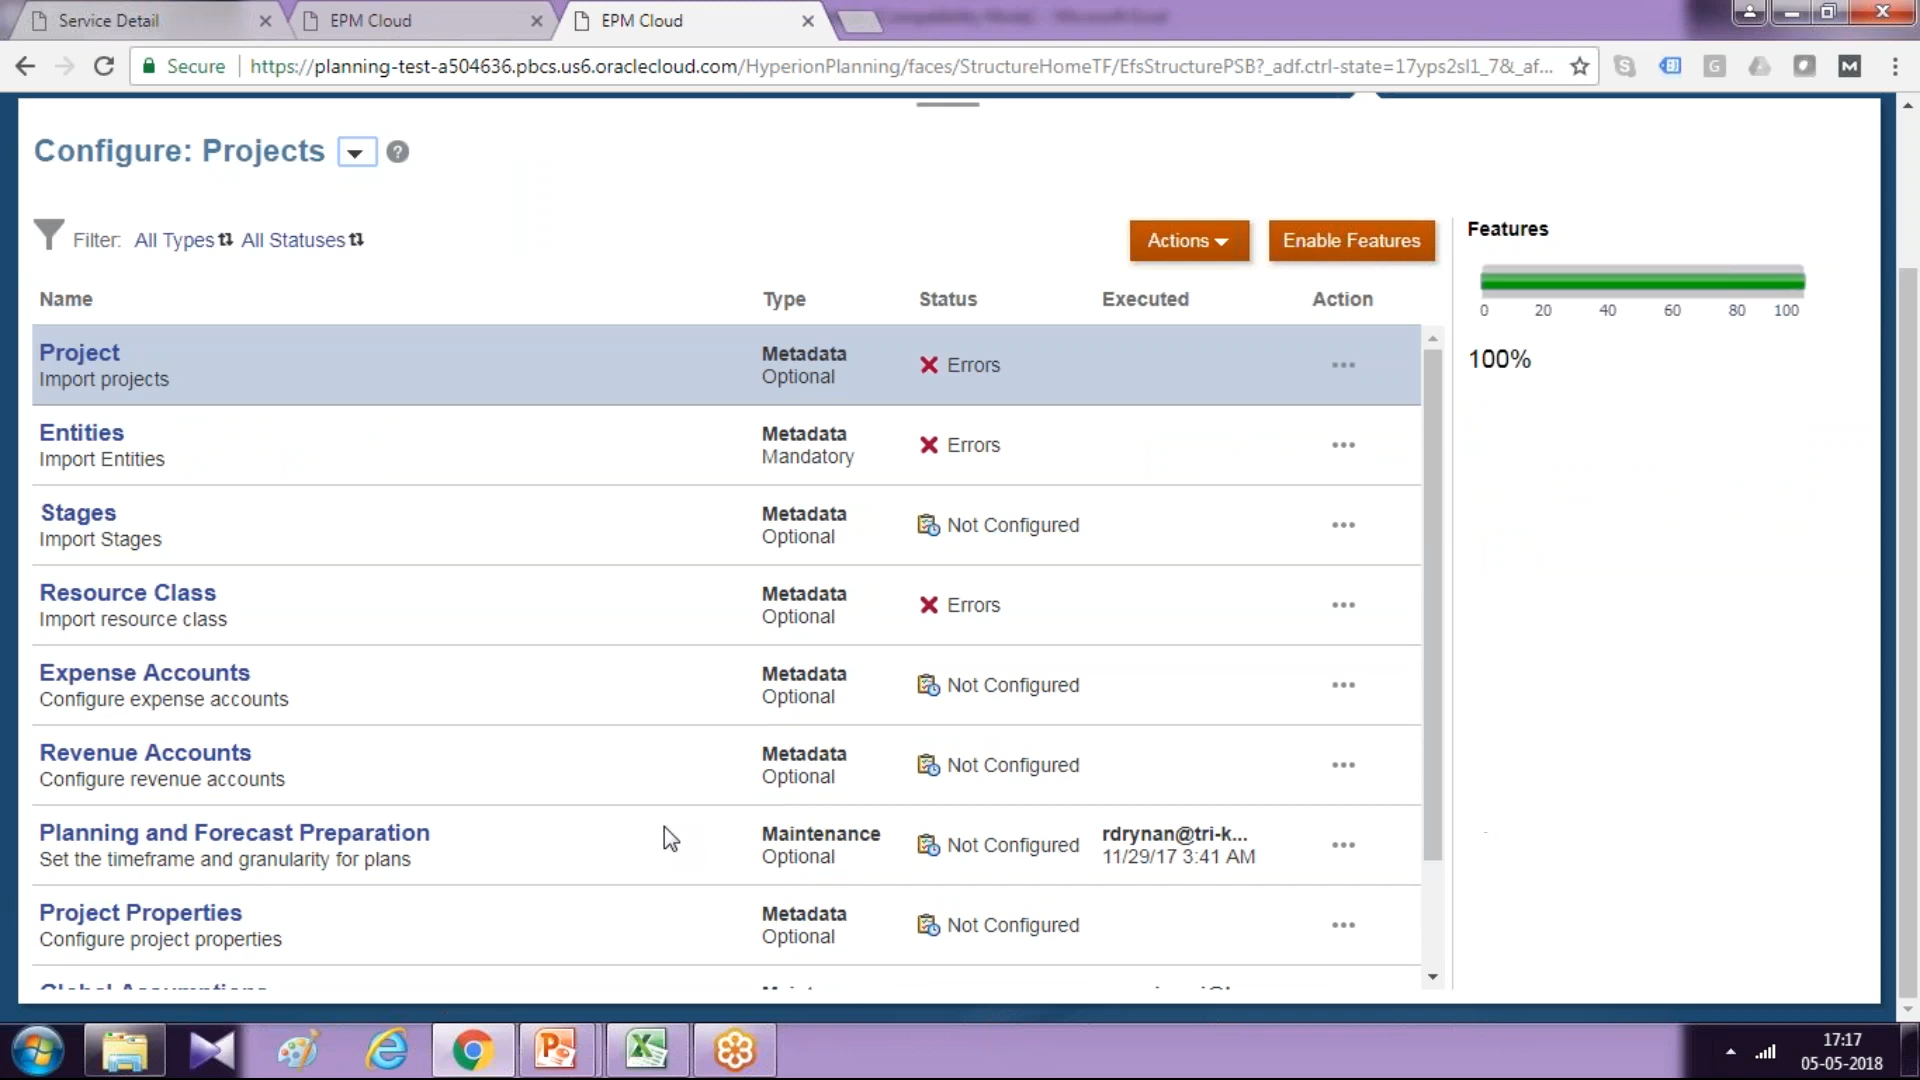 Service Detail
EPM Cloud
EPM Cloud
Secure
https://planning-test-a504636.pbcs.us6.oraclecloud.com/HyperionPlanning/faces/StructureHomeTF/EfsStructurePSB?_adf.ctrl-state=17yps2sl1_7&_af...
Configure: Projects
Filter: All Types All Statuses
Actions
Enable Features
Features
0 20 40 60 80 100
100%
Name Type Status Executed Action
Project
Import projects
Metadata
Optional
Errors
Entities
Import Entities
Metadata
Mandatory
Errors
Stages
Import Stages
Metadata
Optional
Not Configured
Resource Class
Import resource class
Metadata
Optional
Errors
Expense Accounts
Configure expense accounts
Metadata
Optional
Not Configured
Revenue Accounts
Configure revenue accounts
Metadata
Optional
Not Configured
Planning and Forecast Preparation
Set the timeframe and granularity for plans
Maintenance
Optional
Not Configured
rdrynan@tri-k...
11/29/17 3:41 AM
Project Properties
Configure project properties
Metadata
Optional
Not Configured
Global Assumptions
17:17
05-05-2018